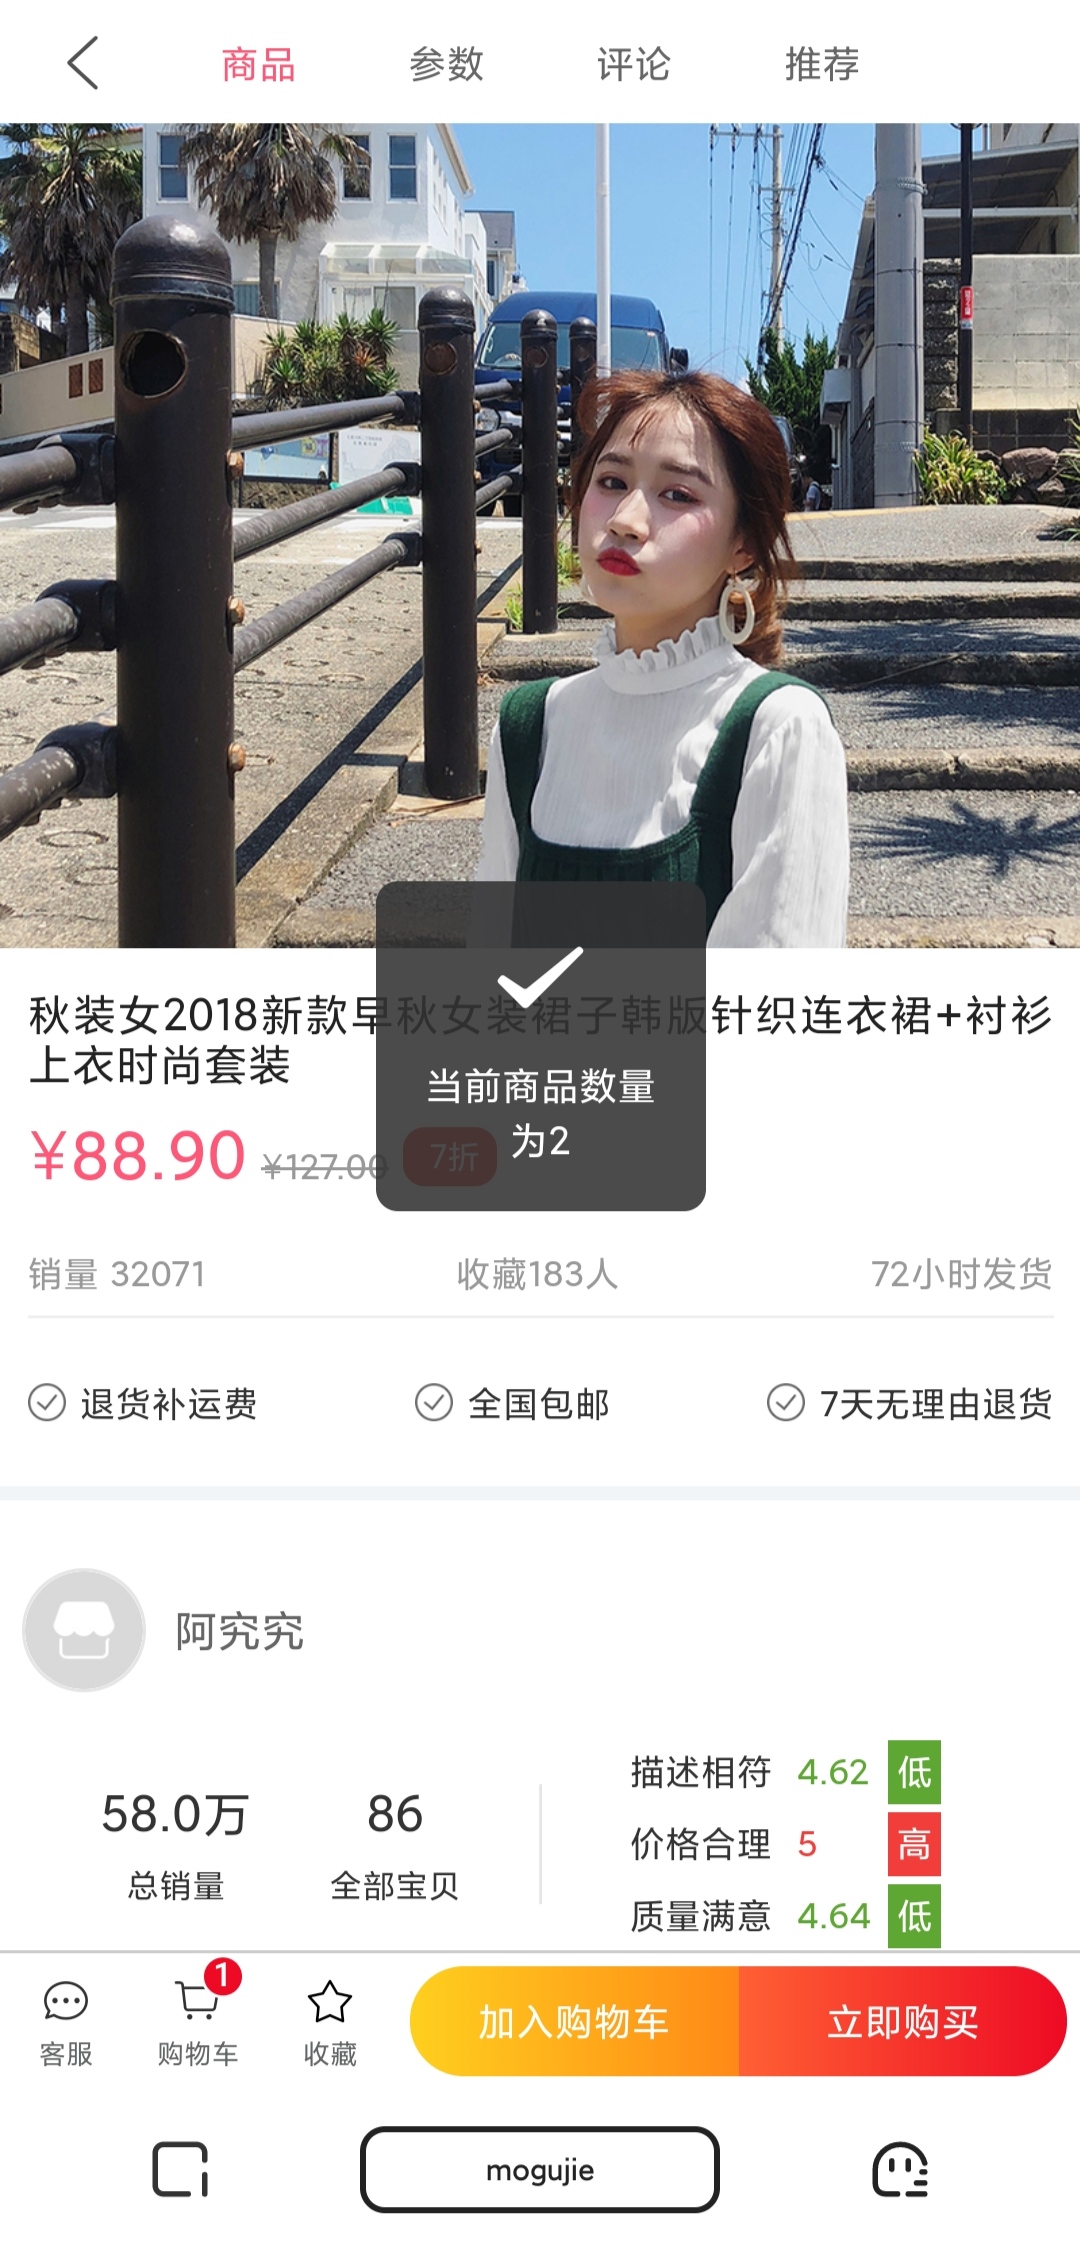 商品 参数 评论 推荐
秋装女2018新款早秋女装裙子韩版针织连衣裙+衬衫
上衣时尚套装
¥88.90 ¥127.00 7折
当前商品数量
为2
销量 32071 收藏183人 72小时发货
退货补运费 全国包邮 7天无理由退货
阿究究
58.0万 86
总销量 全部宝贝
描述相符 4.62 低
价格合理 5 高
质量满意 4.64 低
1
客服 购物车 收藏 加入购物车 立即购买
mogujie